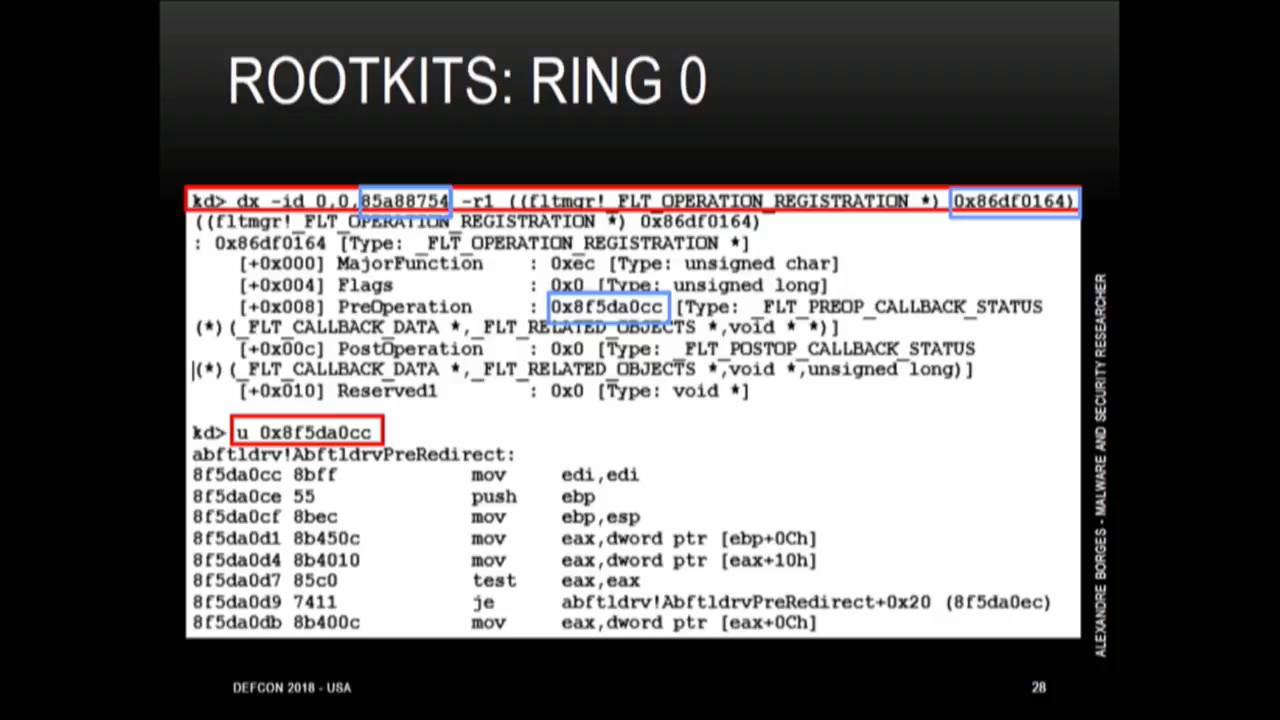 ROOTKITS: RING 0
kd> dx -id 0,0,85a88754 -r1 ((fltmgr!_FLT_OPERATION_REGISTRATION *) 0x86df0164)
((fltmgr!_FLT_OPERATION_REGISTRATION *) 0x86df0164)
: 0x86df0164 [Type: _FLT_OPERATION_REGISTRATION *]
[+0x000] MajorFunction : 0xec [Type: unsigned char]
[+0x004] Flags : 0x0 [Type: unsigned long]
[+0x008] PreOperation : 0x8f5da0cc [Type: _FLT_PREOP_CALLBACK_STATUS
(*)(_FLT_CALLBACK_DATA *,_FLT_RELATED_OBJECTS *,void * *)]
[+0x00c] PostOperation : 0x0 [Type: _FLT_POSTOP_CALLBACK_STATUS
(*)(_FLT_CALLBACK_DATA *,_FLT_RELATED_OBJECTS *,void *,unsigned long)]
[+0x010] Reserved1 : 0x0 [Type: void *]
kd> u 0x8f5da0cc
abftldrv!AbftldrvPreRedirect:
8f5da0cc 8bff mov edi,edi
8f5da0ce 55 push ebp
8f5da0cf 8bec mov ebp,esp
8f5da0d1 8b450c mov eax,dword ptr [ebp+0Ch]
8f5da0d4 8b4010 mov eax,dword ptr [eax+10h]
8f5da0d7 85c0 test eax,eax
8f5da0d9 7411 je abftldrv!AbftldrvPreRedirect+0x20 (8f5da0ec)
8f5da0db 8b400c mov eax,dword ptr [eax+0Ch]
ALEXANDRE BORGES - MALWARE AND SECURITY RESEARCHER
DEFCON 2018 - USA
28